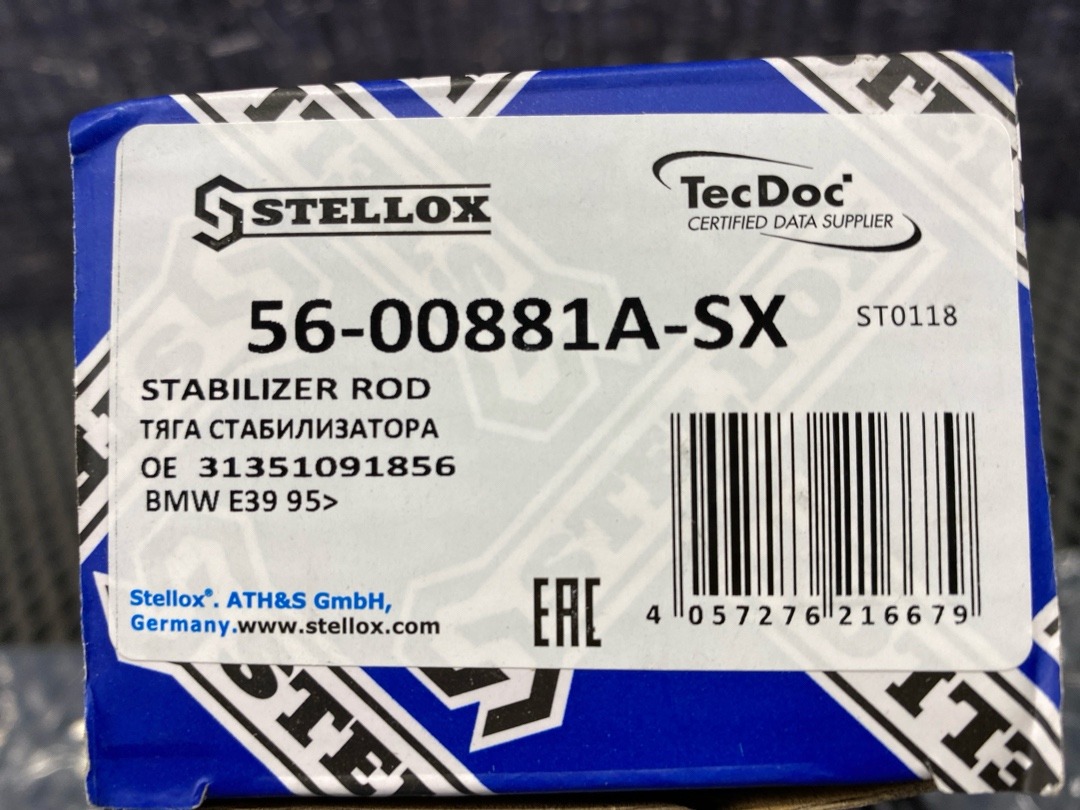 STELLOX
TecDoc
CERTIFIED DATA SUPPLIER
56-00881A-SX
ST0118
STABILIZER ROD
ТЯГА СТАБИЛИЗАТОРА
OE 31351091856
BMW E39 95>
Stellox®. ATH&S GmbH,
Germany.www.stellox.com
EAC
4 057276 216679